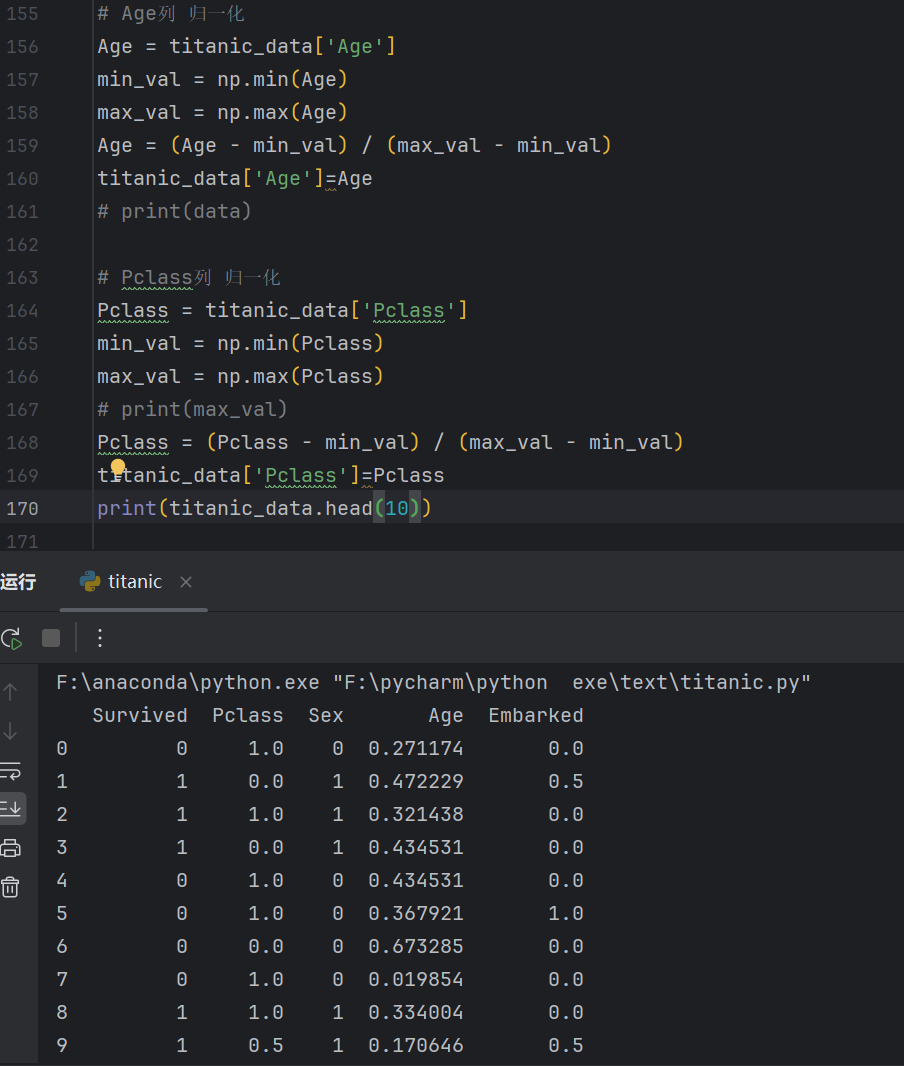 155 # Age列 归一化
156 Age = titanic_data['Age']
157 min_val = np.min(Age)
158 max_val = np.max(Age)
159 Age = (Age - min_val) / (max_val - min_val)
160 titanic_data['Age']=Age
161 # print(data)
162
163 # Pclass列 归一化
164 Pclass = titanic_data['Pclass']
165 min_val = np.min(Pclass)
166 max_val = np.max(Pclass)
167 # print(max_val)
168 Pclass = (Pclass - min_val) / (max_val - min_val)
169 titanic_data['Pclass']=Pclass
170 print(titanic_data.head(10))
171
运行 titanic ×
F:\anaconda\python.exe "F:\pycharm\python  exe\text\titanic.py"
   Survived  Pclass  Sex       Age  Embarked
0         0     1.0    0  0.271174       0.0
1         1     0.0    1  0.472229       0.5
2         1     1.0    1  0.321438       0.0
3         1     0.0    1  0.434531       0.0
4         0     1.0    0  0.434531       0.0
5         0     1.0    0  0.367921       1.0
6         0     0.0    0  0.673285       0.0
7         0     1.0    0  0.019854       0.0
8         1     1.0    1  0.334004       0.0
9         1     0.5    1  0.170646       0.5